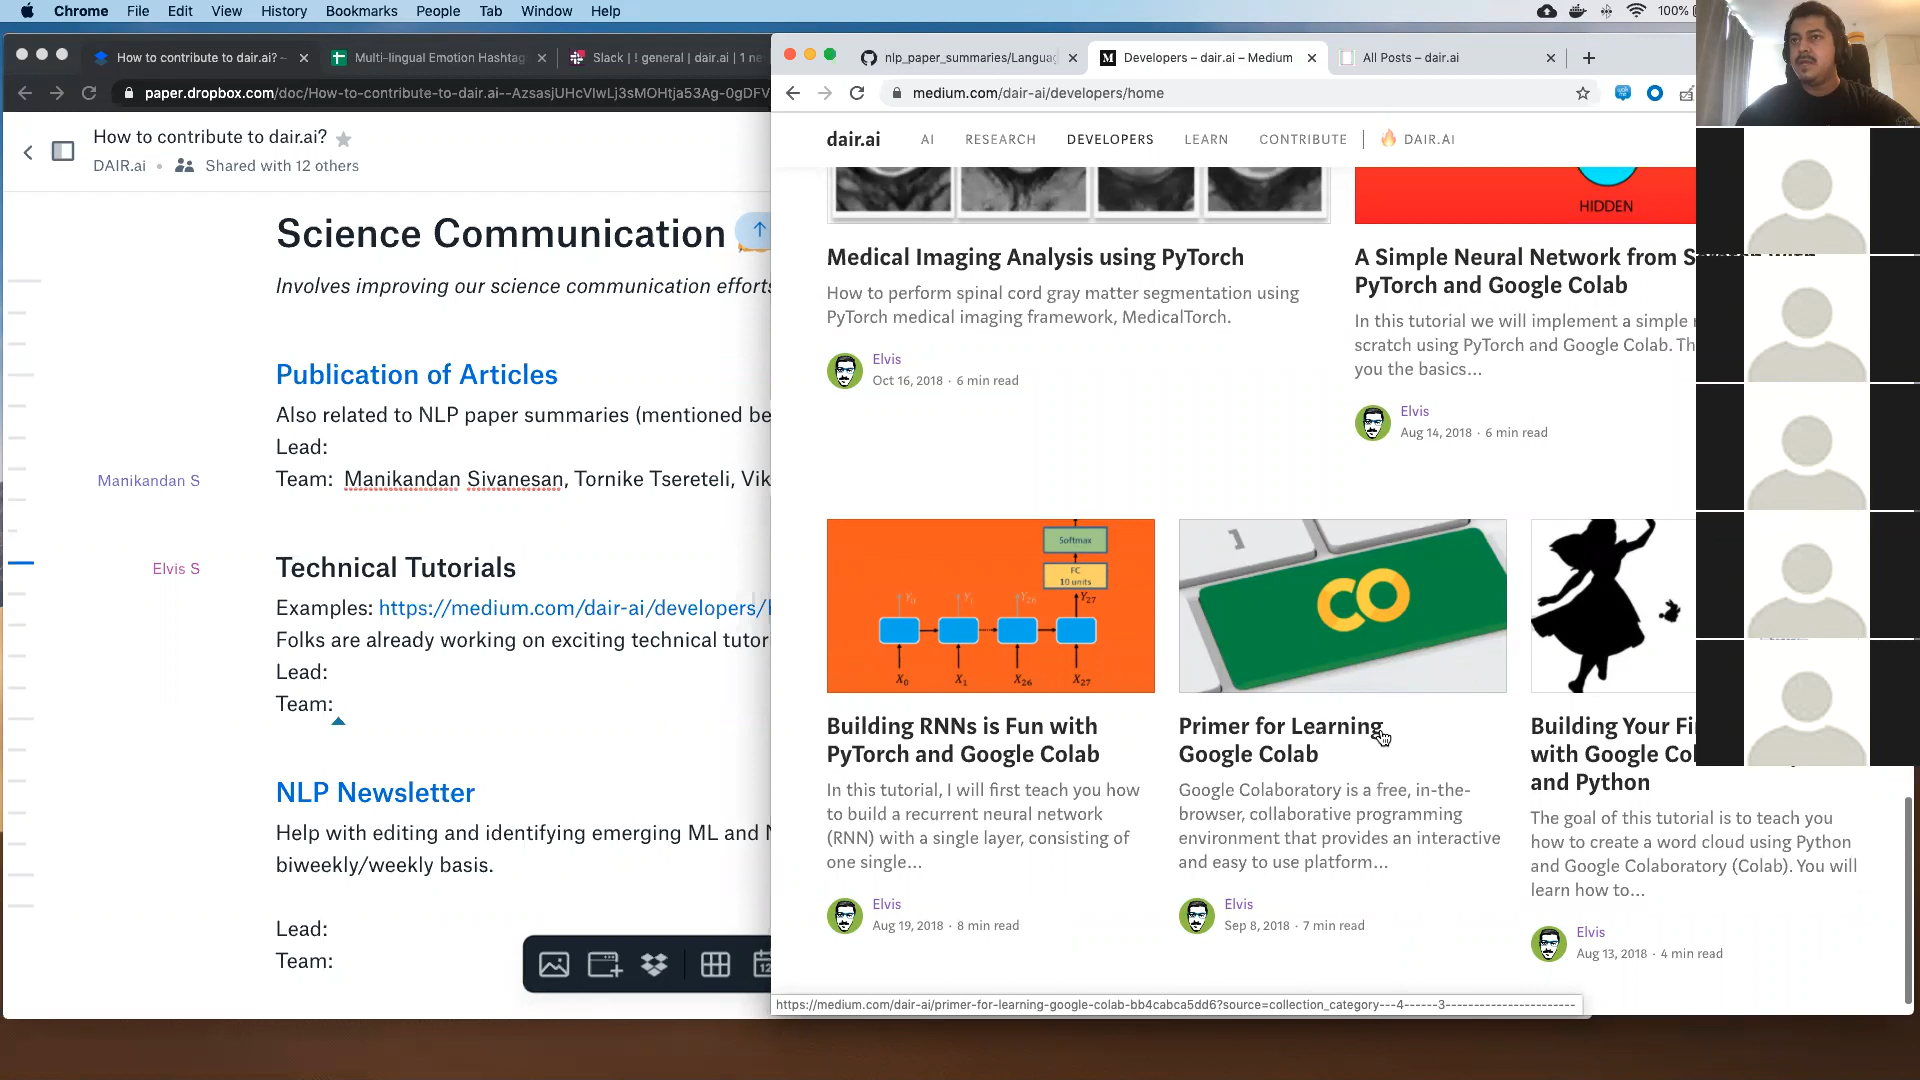 Chrome File Edit View History Bookmarks People Tab Window Help
100%
How to contribute to dair.ai? -
Multi-lingual Emotion Hashtag
Slack | ! general | dair.ai | 1 ne
paper.dropbox.com/doc/How-to-contribute-to-dair.ai--AzsasjUHcVlwLj3sMOHtja53Ag-0gDFV
How to contribute to dair.ai?
DAIR.ai • Shared with 12 others
Science Communication
Involves improving our science communication efforts
Publication of Articles
Also related to NLP paper summaries (mentioned be
Lead:
Manikandan S
Team: Manikandan Sivanesan, Tornike Tsereteli, Vik
Elvis S
Technical Tutorials
Examples: https://medium.com/dair-ai/developers/
Folks are already working on exciting technical tutor
Lead:
Team:
NLP Newsletter
Help with editing and identifying emerging ML and N
biweekly/weekly basis.
Lead:
Team:
12
nlp_paper_summaries/Langua
Developers – dair.ai – Medium
All Posts – dair.ai
medium.com/dair-ai/developers/home
dair.ai AI RESEARCH DEVELOPERS LEARN CONTRIBUTE DAIR.AI
HIDDEN
Medical Imaging Analysis using PyTorch
How to perform spinal cord gray matter segmentation using
PyTorch medical imaging framework, MedicalTorch.
Elvis
Oct 16, 2018 · 6 min read
A Simple Neural Network from
PyTorch and Google Colab
In this tutorial we will implement a simple
scratch using PyTorch and Google Colab. Th
you the basics...
Elvis
Aug 14, 2018 · 6 min read
Softmax
FC
10 units
Y0 Y1 Y26 Y27
X0 X1 X26 X27
1
CO
Building RNNs is Fun with
PyTorch and Google Colab
In this tutorial, I will first teach you how
to build a recurrent neural network
(RNN) with a single layer, consisting of
one single...
Elvis
Aug 19, 2018 · 8 min read
Primer for Learning
Google Colab
Google Colaboratory is a free, in-the-
browser, collaborative programming
environment that provides an interactive
and easy to use platform...
Elvis
Sep 8, 2018 · 7 min read
Building Your Fi
with Google Co
and Python
The goal of this tutorial is to teach you
how to create a word cloud using Python
and Google Colaboratory (Colab). You will
learn how to...
Elvis
Aug 13, 2018 · 4 min read
https://medium.com/dair-ai/primer-for-learning-google-colab-bb4cabca5dd6?source=collection_category---4------3-----------------------